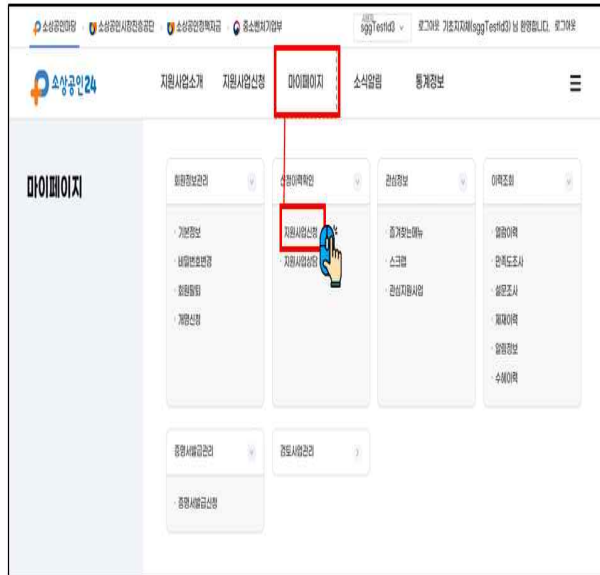 소상공인마당 소상공인시장진흥공단 소상공인정책자금 중소벤처기업부 sggTestid3 로그아웃 기초지자체(sggTestid3) 님 환영합니다. 로그아웃
소상공인24 지원사업소개 지원사업신청 마이페이지 소식알림 통계정보
마이페이지
회원정보관리 신청이력확인 관심정보 이력조회
· 기본정보 지원사업신청 · 즐겨찾는메뉴 · 열람이력
· 비밀번호변경 · 지원사업상담 · 스크랩 · 만족도조사
· 회원탈퇴 · 관심지원사업 · 설문조사
· 개명신청 · 제재이력
· 알림정보
· 수혜이력
증명서발급관리 검토사업관리
· 증명서발급신청